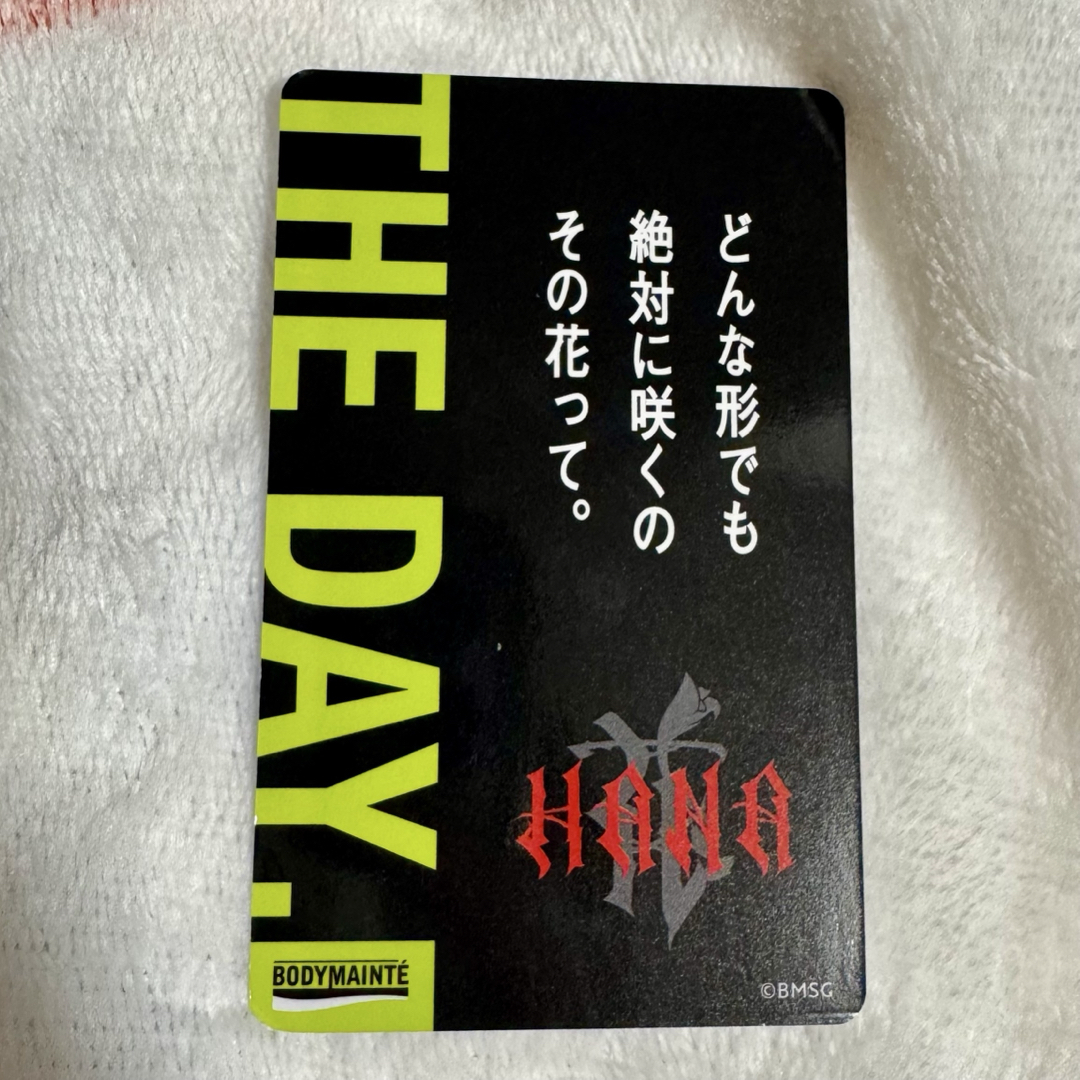 THE DAY.
どんな形でも
絶対に咲くの
その花って。
花
HANA
BODYMAINTÉ
©BMSG